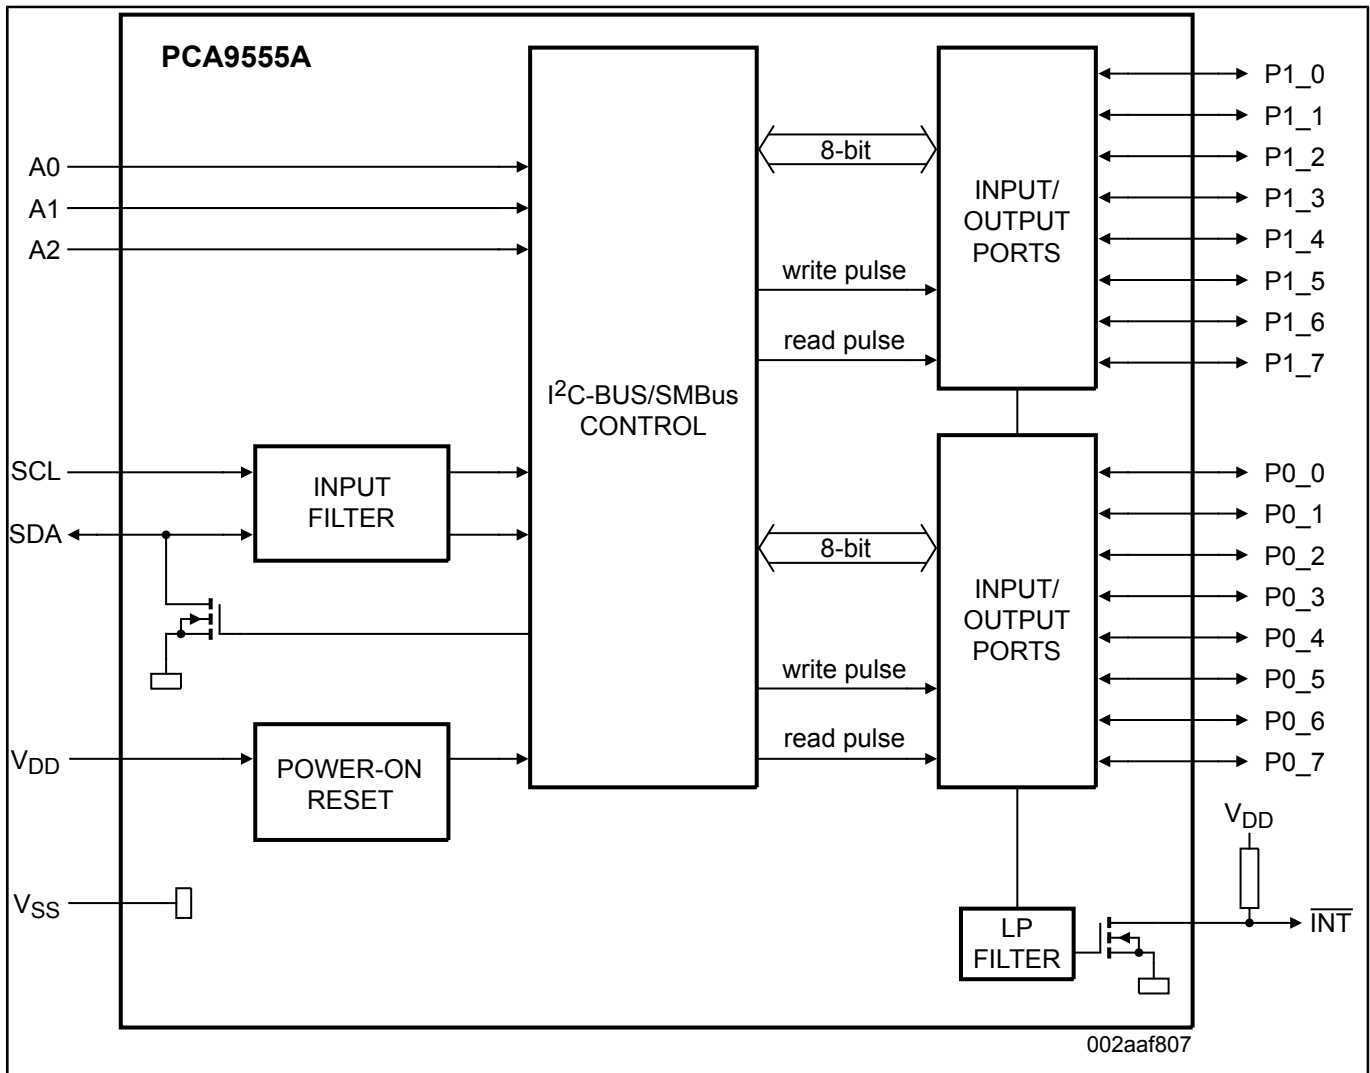 PCA9555A
A0
A1
A2
SCL
SDA
VDD
VSS
INPUT
FILTER
POWER-ON
RESET
I2C-BUS/SMBus
CONTROL
8-bit
write pulse
read pulse
8-bit
write pulse
read pulse
INPUT/
OUTPUT
PORTS
INPUT/
OUTPUT
PORTS
LP
FILTER
P1_0
P1_1
P1_2
P1_3
P1_4
P1_5
P1_6
P1_7
P0_0
P0_1
P0_2
P0_3
P0_4
P0_5
P0_6
P0_7
VDD
INT
002aaf807